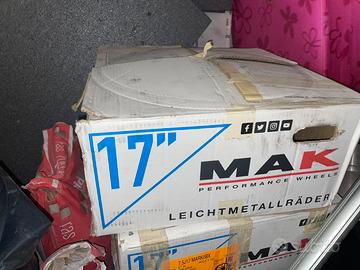 17"
MAK
PERFORMANCE WHEELS
LEICHTMETALLRÄDER
17"
MAK